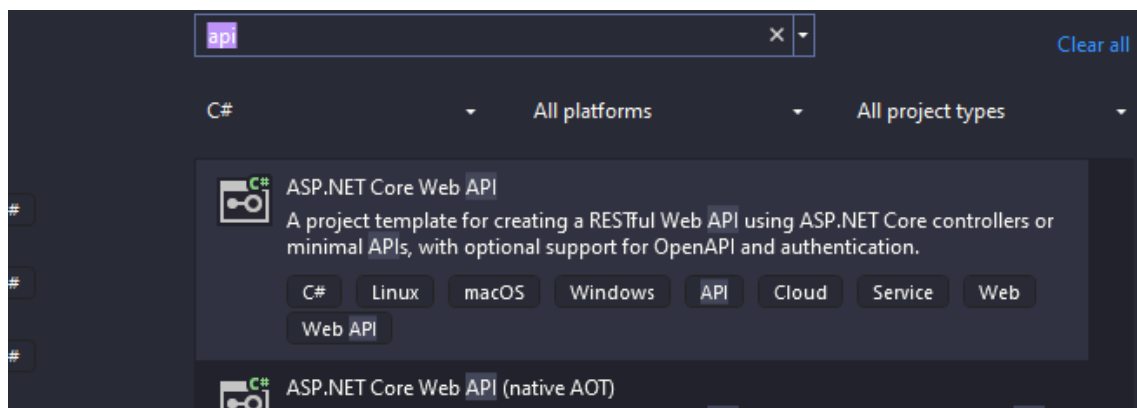 api
Clear all
C#
All platforms
All project types
ASP.NET Core Web API
A project template for creating a RESTful Web API using ASP.NET Core controllers or
minimal APIs, with optional support for OpenAPI and authentication.
C# Linux macOS Windows API Cloud Service Web
Web API
#
#
#
ASP.NET Core Web API (native AOT)